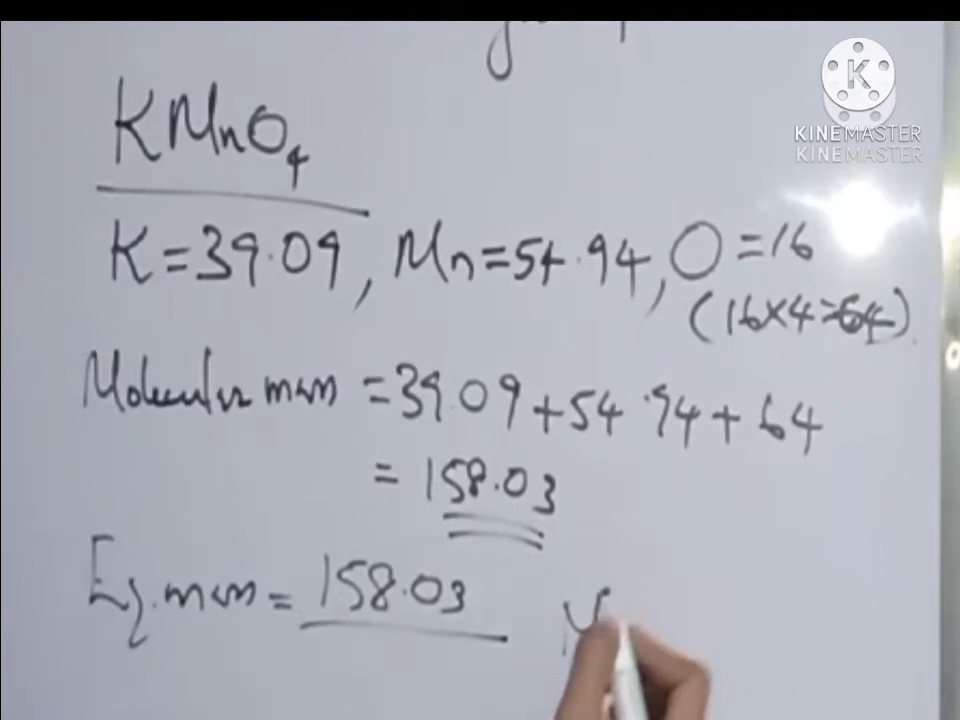 KMnO4
K = 39.09, Mn = 54.94, O = 16
(16×4=64)
Molecular mass = 39.09 + 54.94 + 64
= 158.03
Eq. mass = 158.03
K
KINEMASTER
KINEMASTER